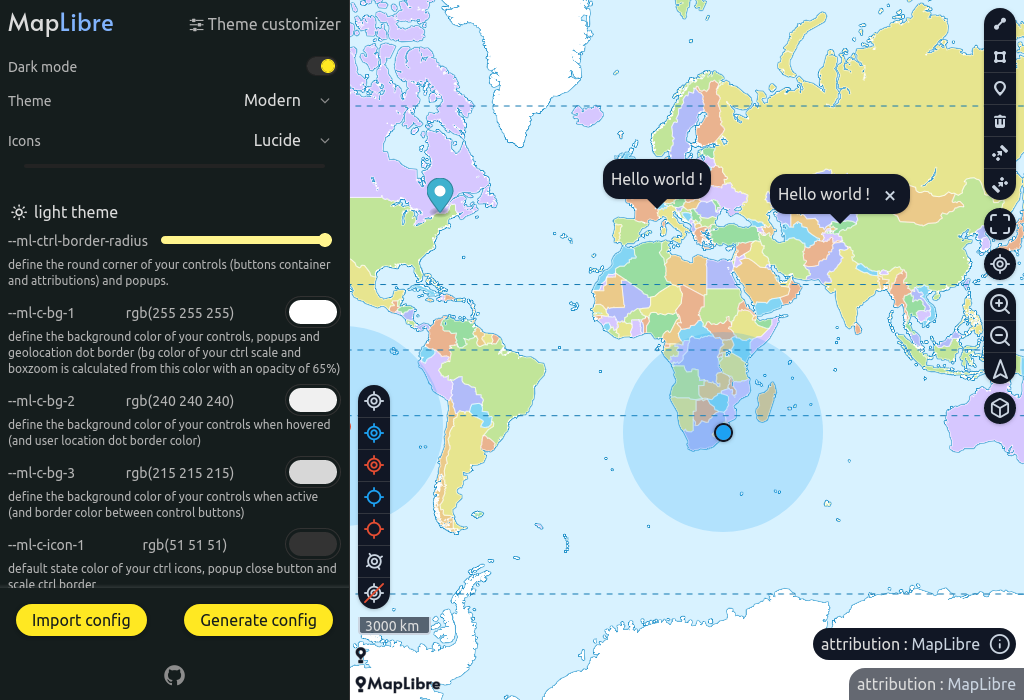 MapLibre
Theme customizer
Dark mode
Theme
Modern
Icons
Lucide
light theme
--ml-ctrl-border-radius
define the round corner of your controls (buttons container
and attributions) and popups.
--ml-c-bg-1
rgb(255 255 255)
define the background color of your controls, popups and
geolocation dot border (bg color of your ctrl scale and
boxzoom is calculated from this color with an opacity of 65%)
--ml-c-bg-2
rgb(240 240 240)
define the background color of your controls when hovered
(and user location dot border color)
--ml-c-bg-3
rgb(215 215 215)
define the background color of your controls when active
(and border color between control buttons)
--ml-c-icon-1
rgb(51 51 51)
default state color of your ctrl icons, popup close button and
scale ctrl border
Import config
Generate config
Hello world !
Hello world !
3000 km
MapLibre
attribution : MapLibre
attribution : MapLibre